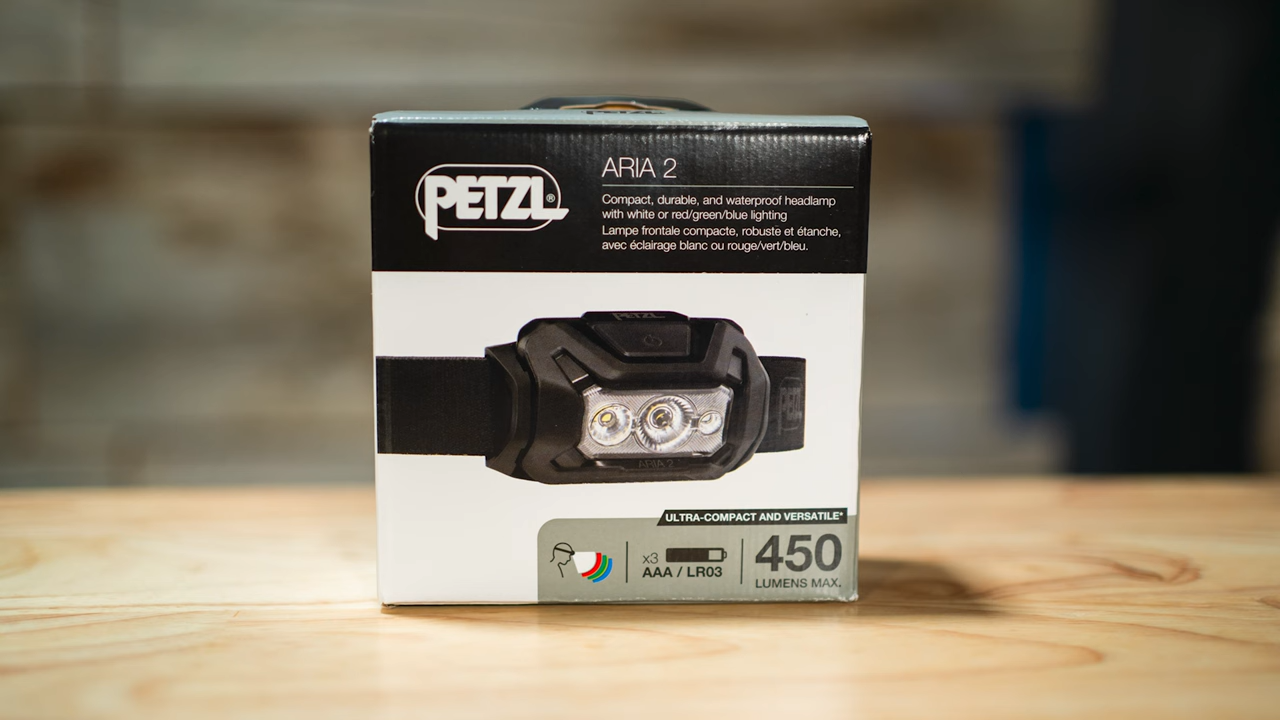 PETZL
PETZL®
ARIA 2
Compact, durable, and waterproof headlamp
with white or red/green/blue lighting
Lampe frontale compacte, robuste et étanche,
avec éclairage blanc ou rouge/vert/bleu.
PETZL
PETZL
ARIA 2
ULTRA-COMPACT AND VERSATILE*
x3
AAA / LR03
450
LUMENS MAX.